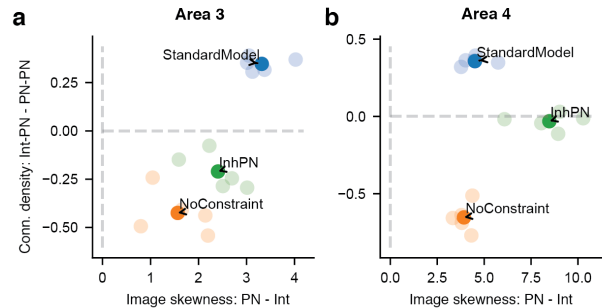 a
Area 3
Conn. density: Int-PN - PN-PN
0.25
0.00
−0.25
−0.50
StandardModel
InhPN
NoConstraint
0
1
2
3
4
Image skewness: PN - Int
b
Area 4
0.5
0.0
−0.5
StandardModel
InhPN
NoConstraint
0.0
2.5
5.0
7.5
10.0
Image skewness: PN - Int